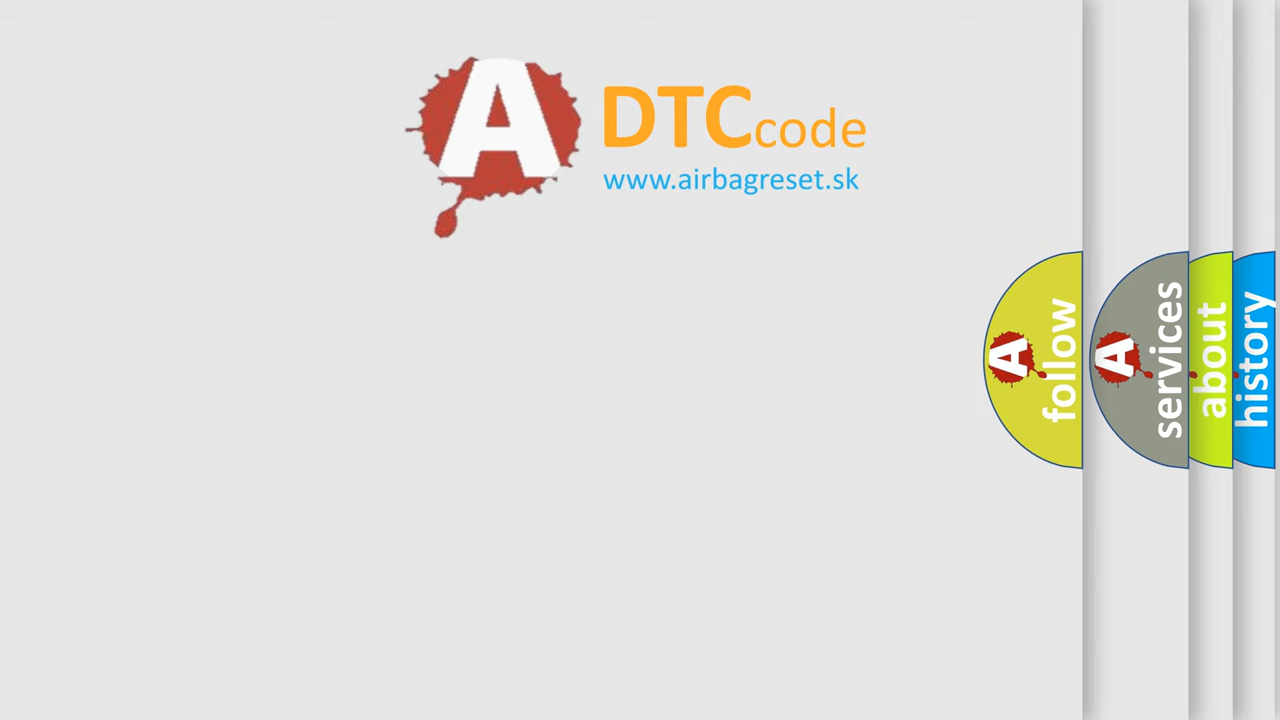 A
DTCcode
www.airbagreset.sk
A
follow
A
services
about
history